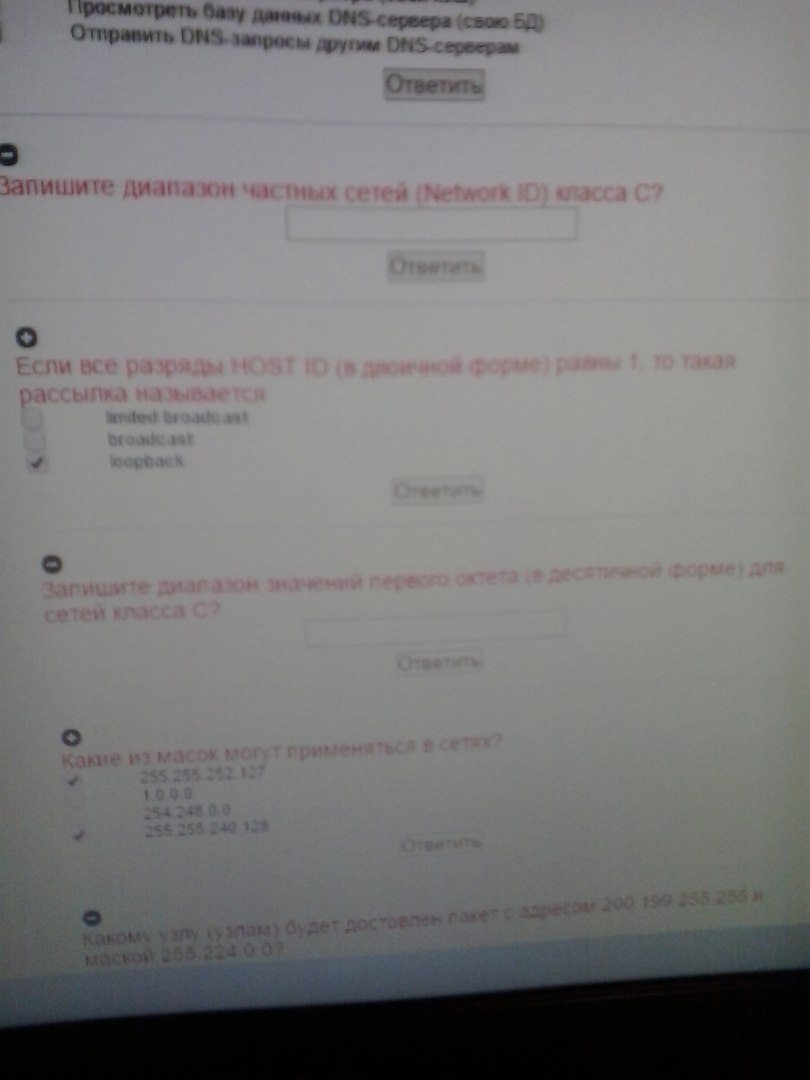 Просмотреть базу данных DNS-сервера (свою БД)
Отправить DNS-запросы другим DNS-серверам
Ответить
Запишите диапазон частных сетей (Network ID) класса C?
Ответить
Если все разряды HOST ID (в двоичной форме) равны 1, то такая
рассылка называется
limited broadcast
broadcast
loopback
Ответить
Запишите диапазон значений первого октета (в десятичной форме) для
сетей класса C?
Ответить
Какие из масок могут применяться в сетях?
255.255.252.127
1.0.0.0
254.248.0.0
255.255.240.128
Ответить
Какому узлу (узлам) будет доставлен пакет с адресом 200.199.255.255 и
маской 255.224.0.0?